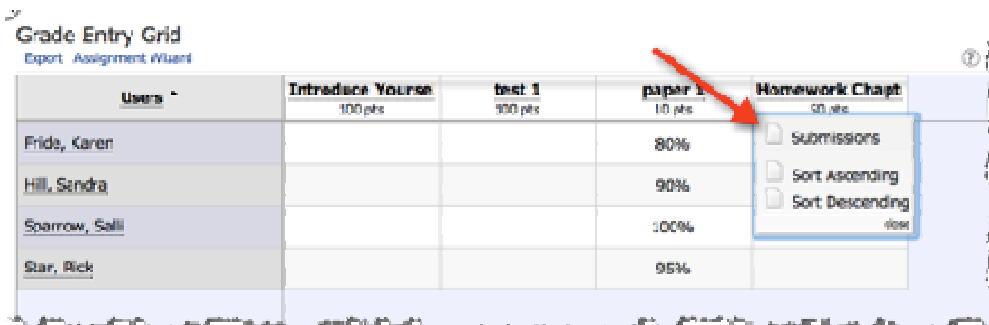 Grade Entry Grid
Export Assignment Wizard
Users Introduce Yourse test 1 paper 1 Homework Chapt
100 pts 100 pts 10 pts 50 pts
Fride, Karen 80%
Hill, Sandra 90%
Sparrow, Salli 100%
Star, Rick 95%
Submissions
Sort Ascending
Sort Descending
close